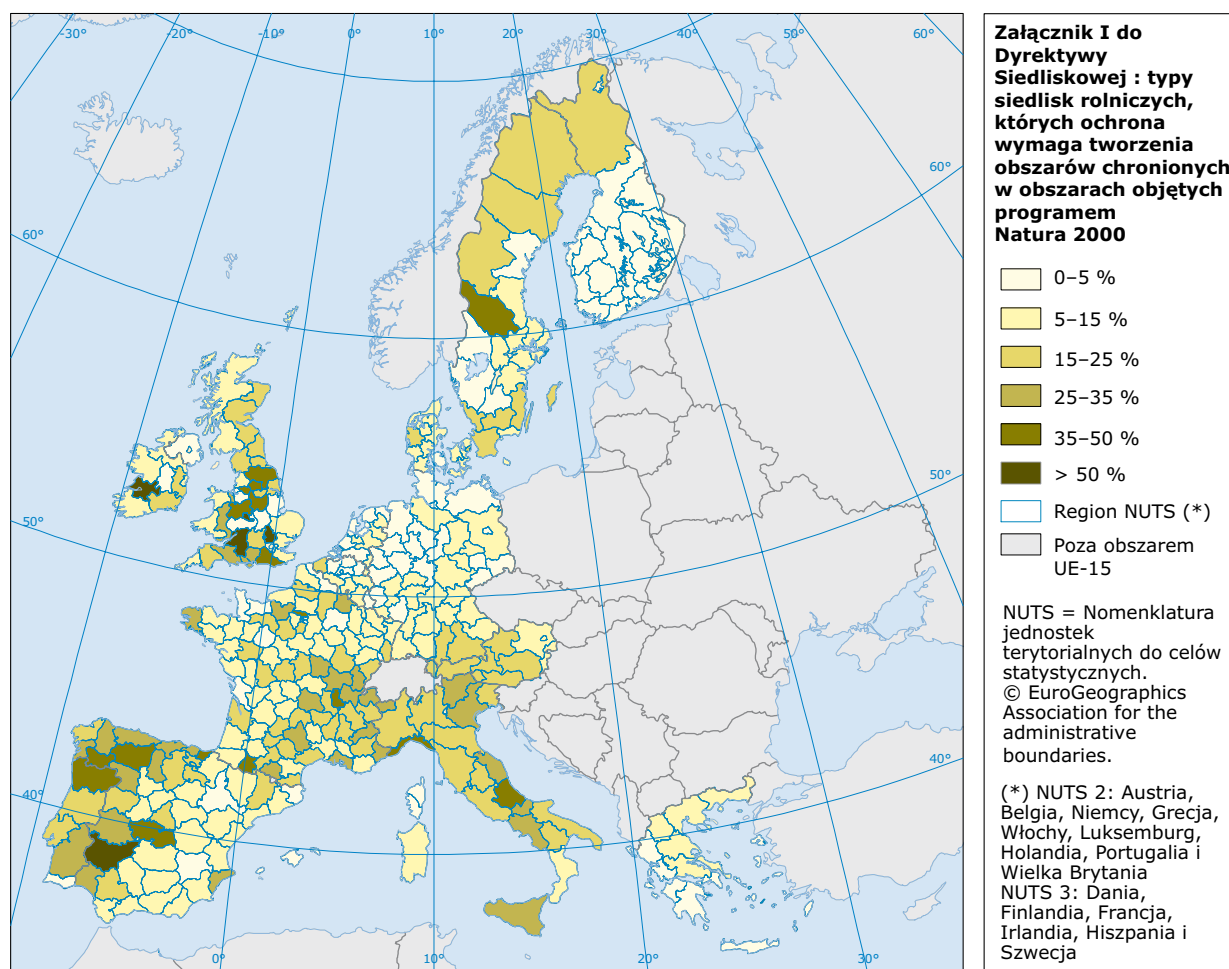 -30°
-20°
-10°
0°
10°
20°
30°
40°
50°
60°
60°
60°
50°
50°
40°
40°
0°
10°
20°
30°
Załącznik I do
Dyrektywy
Siedliskowej : typy
siedlisk rolniczych,
których ochrona
wymaga tworzenia
obszarów chronionych
w obszarach objętych
programem
Natura 2000
0–5 %
5–15 %
15–25 %
25–35 %
35–50 %
> 50 %
Region NUTS (*)
Poza obszarem
UE-15
NUTS = Nomenklatura
jednostek
terytorialnych do celów
statystycznych.
© EuroGeographics
Association for the
administrative
boundaries.
(*) NUTS 2: Austria,
Belgia, Niemcy, Grecja,
Włochy, Luksemburg,
Holandia, Portugalia i
Wielka Brytania
NUTS 3: Dania,
Finlandia, Francja,
Irlandia, Hiszpania i
Szwecja